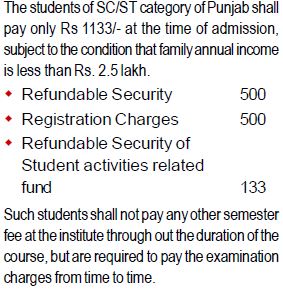 The students of SC/ST category of Punjab shall
pay only Rs 1133/- at the time of admission,
subject to the condition that family annual income
is less than Rs. 2.5 lakh.
♦ Refundable Security 500
♦ Registration Charges 500
♦ Refundable Security of
Student activities related
fund 133
Such students shall not pay any other semester
fee at the institute through out the duration of the
course, but are required to pay the examination
charges from time to time.